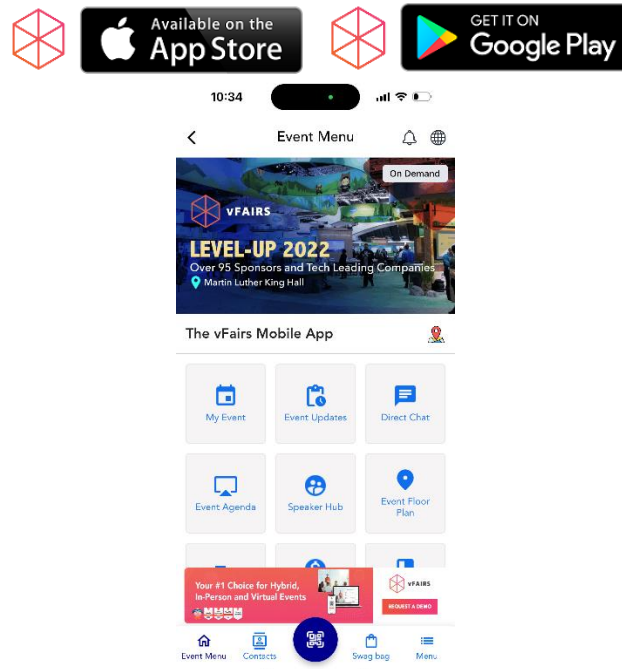 Available on the
App Store
GET IT ON
Google Play
10:34
Event Menu
On Demand
vFAIRS
LEVEL-UP 2022
Over 95 Sponsors and Tech Leading Companies
Martin Luther King Hall
The vFairs Mobile App
My Event
Event Updates
Direct Chat
Event Agenda
Speaker Hub
Event Floor
Plan
Your #1 Choice for Hybrid,
In-Person and Virtual Events
vFAIRS
REQUEST A DEMO
Event Menu
Contacts
Swag bag
Menu